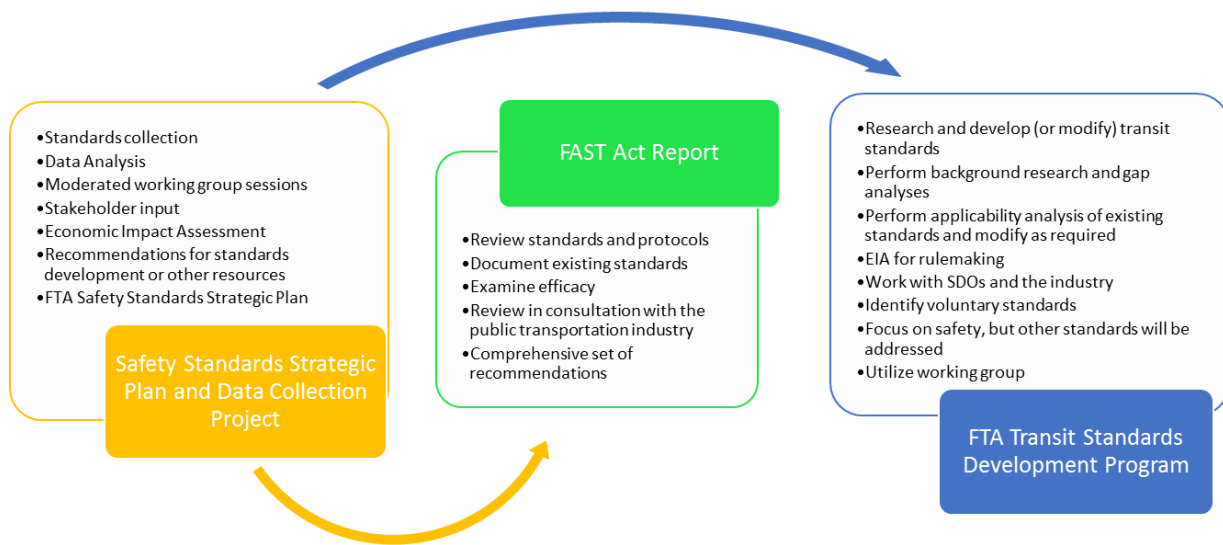 •Standards collection
•Data Analysis
•Moderated working group sessions
•Stakeholder input
•Economic Impact Assessment
•Recommendations for standards
development or other resources
•FTA Safety Standards Strategic Plan
Safety Standards Strategic
Plan and Data Collection
Project
FAST Act Report
•Review standards and protocols
•Document existing standards
•Examine efficacy
•Review in consultation with the
public transportation industry
•Comprehensive set of
recommendations
•Research and develop (or modify) transit
standards
•Perform background research and gap
analyses
•Perform applicability analysis of existing
standards and modify as required
•EIA for rulemaking
•Work with SDOs and the industry
•Identify voluntary standards
•Focus on safety, but other standards will be
addressed
•Utilize working group
FTA Transit Standards
Development Program